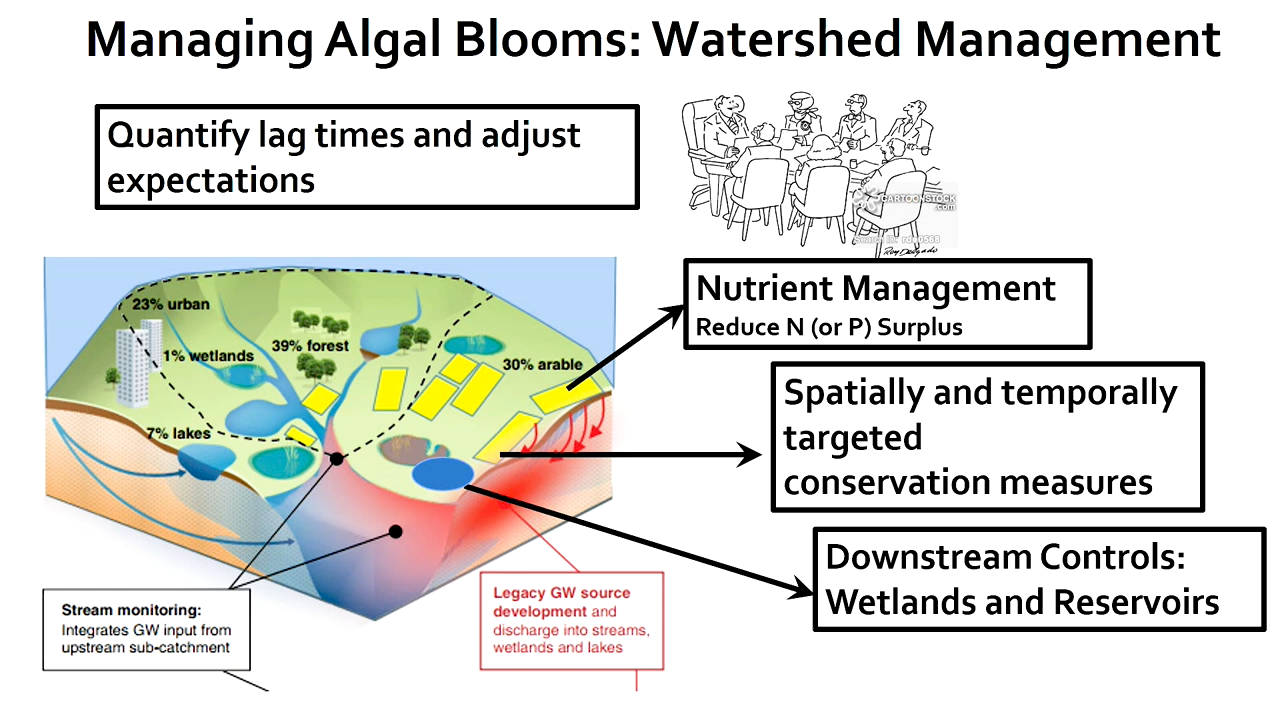 Managing Algal Blooms: Watershed Management
Quantify lag times and adjust
expectations
CARTOONSTOCK
.com
Roy Delgado
Nutrient Management
Reduce N (or P) Surplus
23% urban
1% wetlands
39% forest
30% arable
7% lakes
Spatially and temporally
targeted
conservation measures
Downstream Controls:
Wetlands and Reservoirs
Stream monitoring:
Integrates GW input from
upstream sub-catchment
Legacy GW source
development and
discharge into streams,
wetlands and lakes